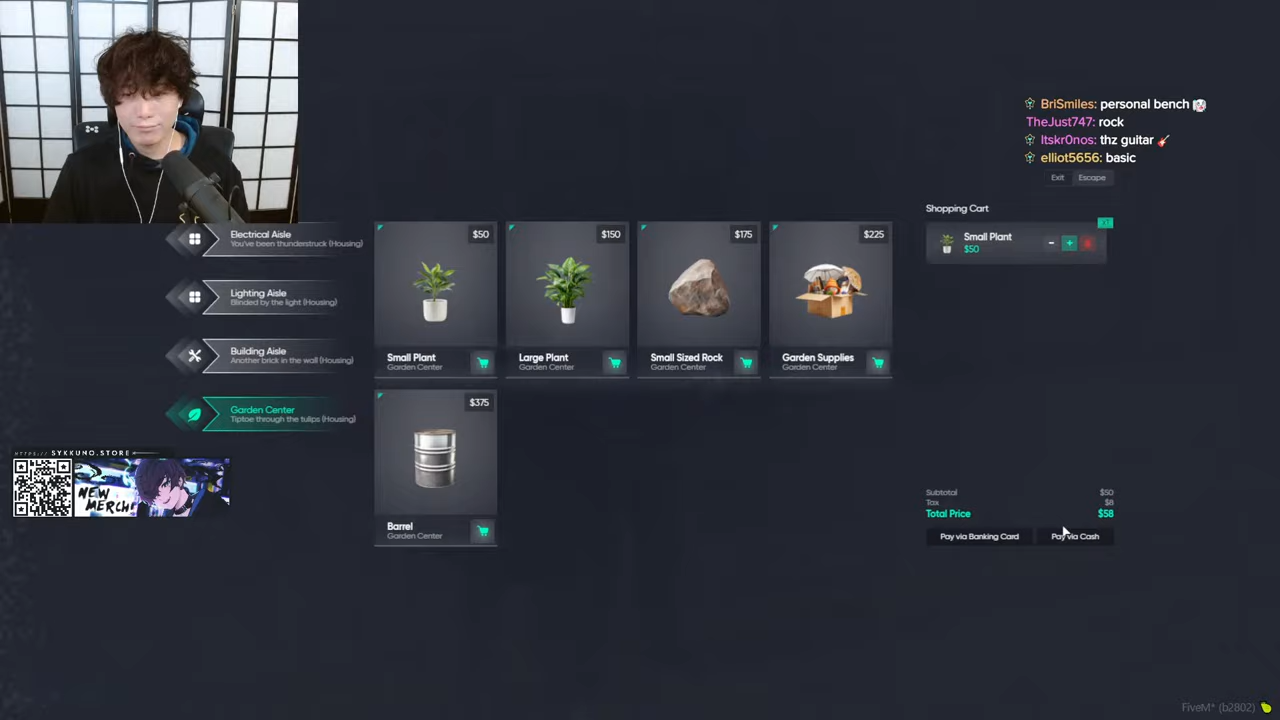 BriSmiles: personal bench
TheJust747: rock
Itskr0nos: thz guitar
elliot5656: basic
Exit Escape
Shopping Cart
Small Plant
$50
- +
Electrical Aisle
You've been thunderstruck (Housing)
Lighting Aisle
Blinded by the light (Housing)
Building Aisle
Another brick in the wall (Housing)
Garden Center
Tiptoe through the tulips (Housing)
$50
Small Plant
Garden Center
$150
Large Plant
Garden Center
$175
Small Sized Rock
Garden Center
$225
Garden Supplies
Garden Center
$375
Barrel
Garden Center
HTTPS:// SYKKUNO.STORE
NEW
MERCH!
Subtotal $50
Tax $8
Total Price $58
Pay via Banking Card Pay via Cash
FiveM* (b2802)